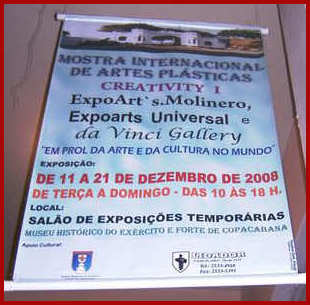 MOSTRA INTERNACIONAL
DE ARTES PLÁSTICAS
CREATIVITY I
ExpoArt`s.Molinero,
Expoarts Universal e
da Vinci Gallery
"EM PROL DA ARTE E DA CULTURA NO MUNDO"
EXPOSIÇÃO:
DE 11 A 21 DE DEZEMBRO DE 2008
DE TERÇA A DOMINGO - DAS 10 ÀS 18 H.
LOCAL:
SALÃO DE EXPOSIÇÕES TEMPORÁRIAS
MUSEU HISTÓRICO DO EXÉRCITO E FORTE DE COPACABANA
Apoio Cultural: